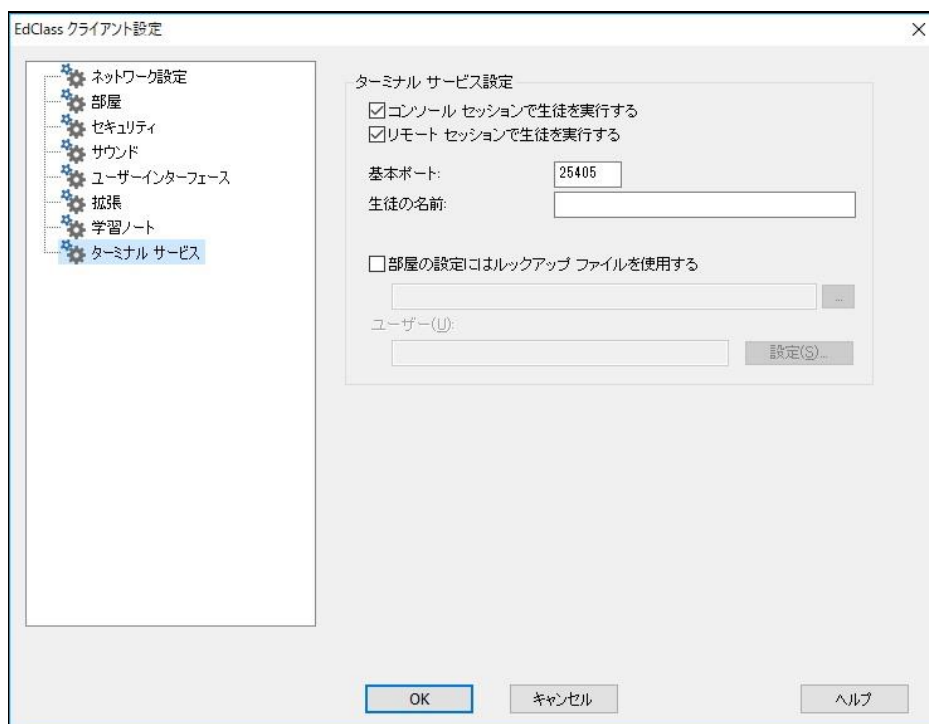 EdClass クライアント設定
ネットワーク設定
部屋
セキュリティ
サウンド
ユーザーインターフェース
拡張
学習ノート
ターミナル サービス
ターミナル サービス設定
コンソール セッションで生徒を実行する
リモート セッションで生徒を実行する
基本ポート: 25405
生徒の名前:
部屋の設定にはルックアップ ファイルを使用する
...
ユーザー(U):
設定(S)...
OK キャンセル ヘルプ